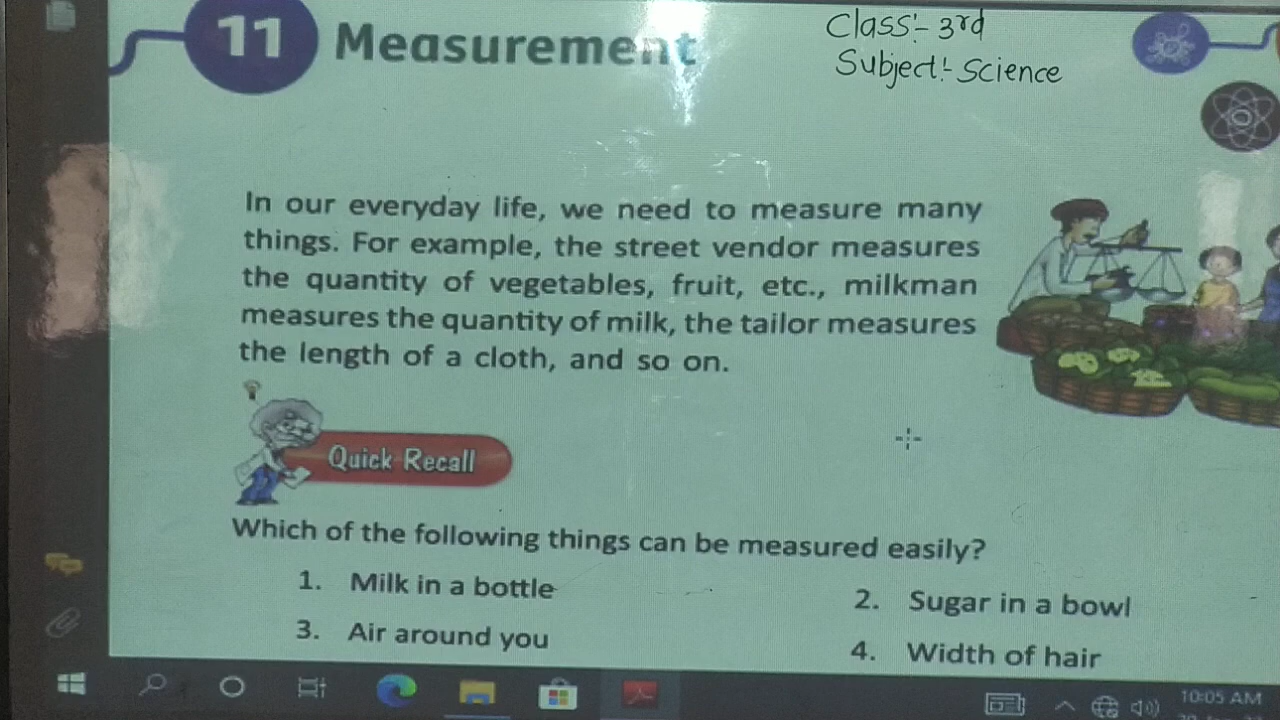 11 Measurement
Class:- 3rd
Subject:- Science
In our everyday life, we need to measure many
things. For example, the street vendor measures
the quantity of vegetables, fruit, etc., milkman
measures the quantity of milk, the tailor measures
the length of a cloth, and so on.
Quick Recall
Which of the following things can be measured easily?
1. Milk in a bottle
2. Sugar in a bowl
3. Air around you
4. Width of hair
10:05 AM